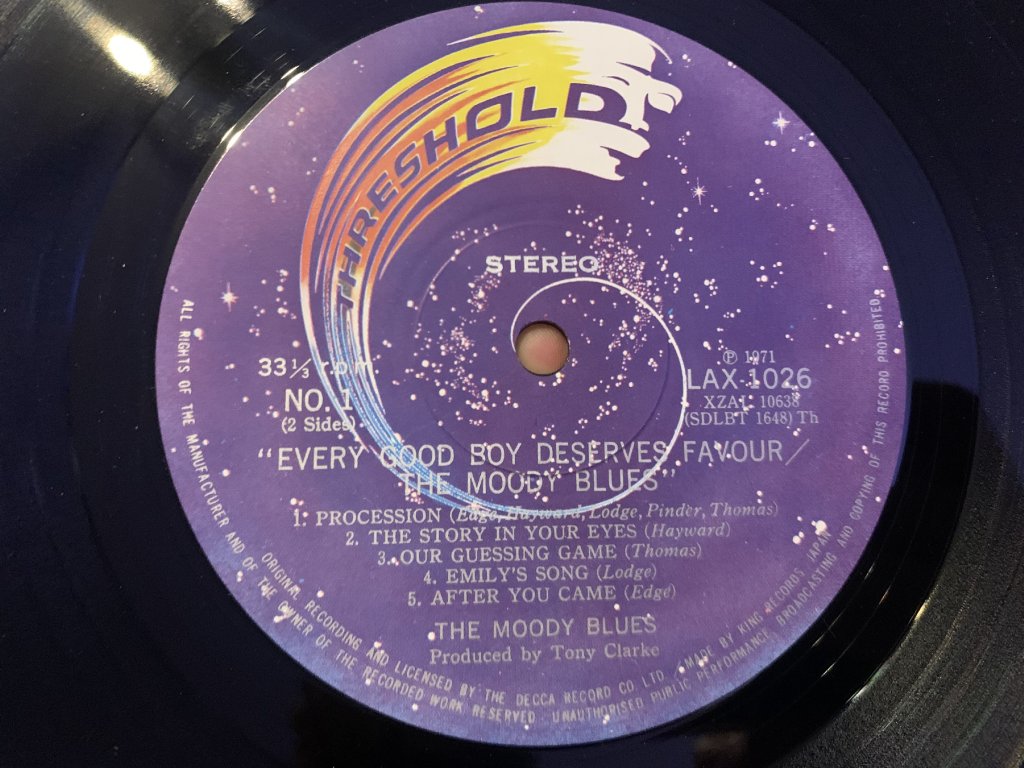 THRESHOLD
STEREO
33⅓ r.p.m.
NO. 1
(2 Sides)
℗ 1971
LAX 1026
XZAL 10638
(SDLBT 1648) Th
"EVERY GOOD BOY DESERVES FAVOUR/
THE MOODY BLUES"
1. PROCESSION (Edge, Hayward, Lodge, Pinder, Thomas)
2. THE STORY IN YOUR EYES (Hayward)
3. OUR GUESSING GAME (Thomas)
4. EMILY'S SONG (Lodge)
5. AFTER YOU CAME (Edge)
THE MOODY BLUES
Produced by Tony Clarke
ORIGINAL RECORDING AND LICENSED BY THE DECCA RECORD CO. LTD. / MADE BY KING RECORDS, JAPAN
ALL RIGHTS OF THE MANUFACTURER AND OF THE OWNER OF THE RECORDED WORK RESERVED UNAUTHORISED PUBLIC PERFORMANCE, BROADCASTING AND COPYING OF THIS RECORD PROHIBITED.